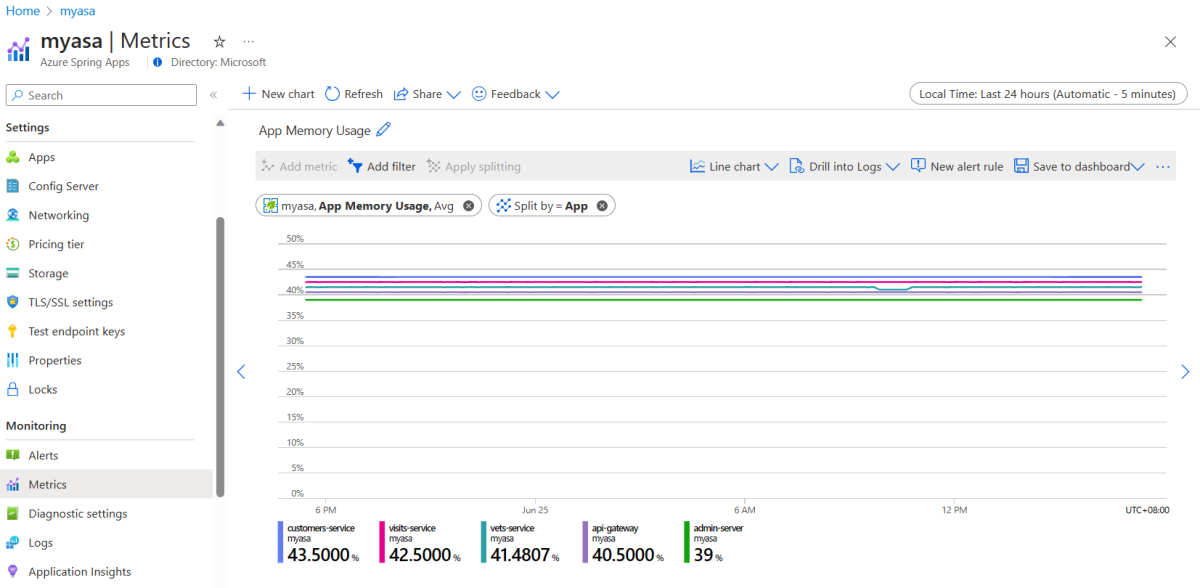 Home > myasa
myasa | Metrics ☆ ...
Azure Spring Apps Directory: Microsoft
Search
Settings
Apps
Config Server
Networking
Pricing tier
Storage
TLS/SSL settings
Test endpoint keys
Properties
Locks
Monitoring
Alerts
Metrics
Diagnostic settings
Logs
Application Insights
New chart Refresh Share Feedback
Local Time: Last 24 hours (Automatic - 5 minutes)
App Memory Usage
Add metric Add filter Apply splitting Line chart Drill into Logs New alert rule Save to dashboard ...
myasa, App Memory Usage, Avg Split by = App
50%
45%
40%
35%
30%
25%
20%
15%
10%
5%
0%
6 PM Jun 25 6 AM 12 PM UTC+08:00
customers-service
myasa
43.5000 %
visits-service
myasa
42.5000 %
vets-service
myasa
41.4807 %
api-gateway
myasa
40.5000 %
admin-server
myasa
39 %